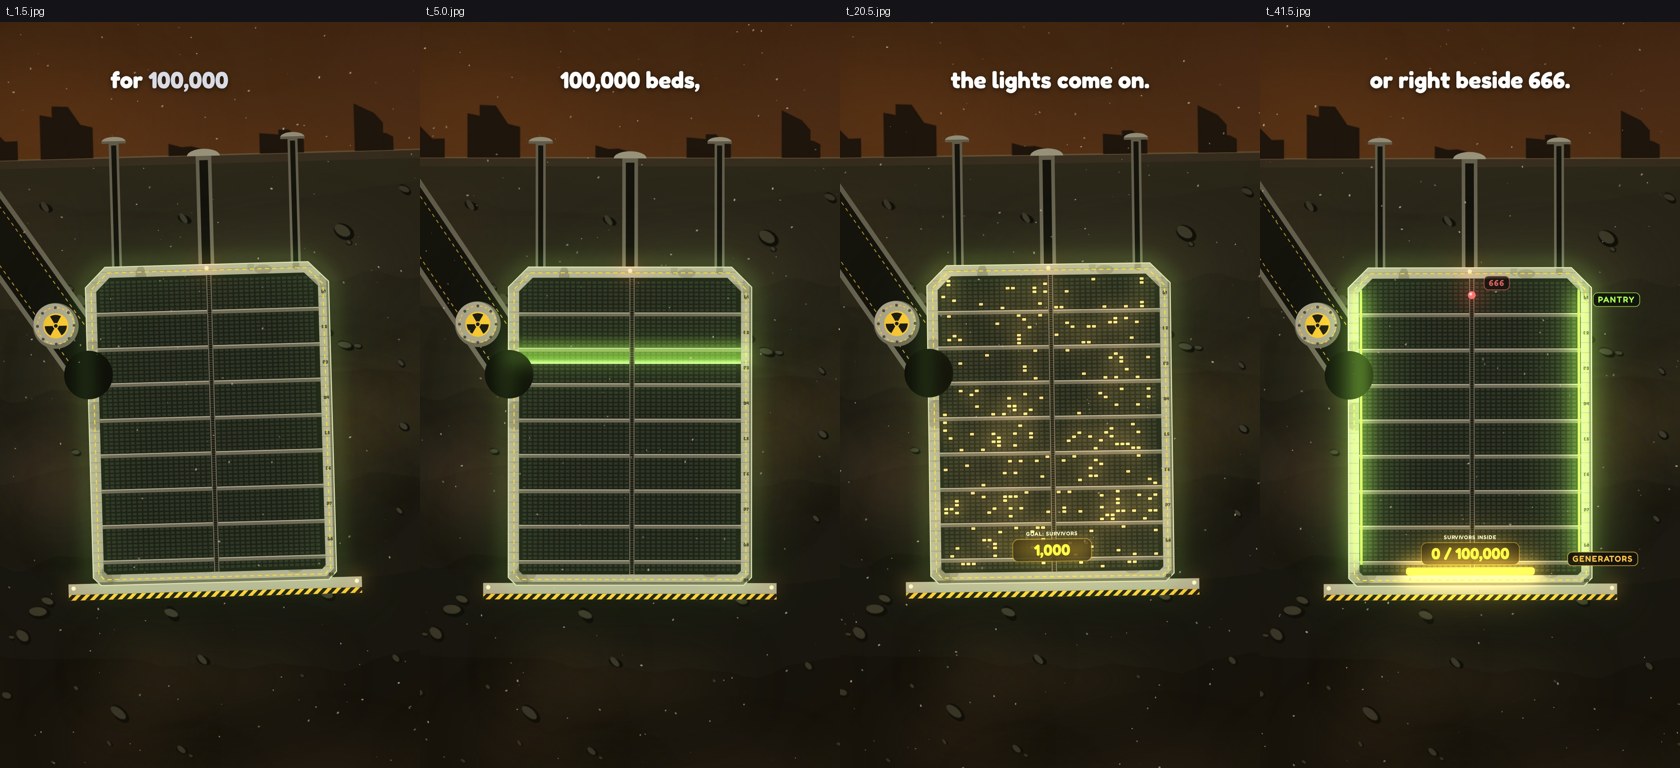 t_1.5.jpg
t_5.0.jpg
t_20.5.jpg
t_41.5.jpg
for 100,000
100,000 beds,
the lights come on.
or right beside 666.
666
PANTRY
GOAL: SURVIVORS
1,000
SURVIVORS INSIDE
0 / 100,000
GENERATORS